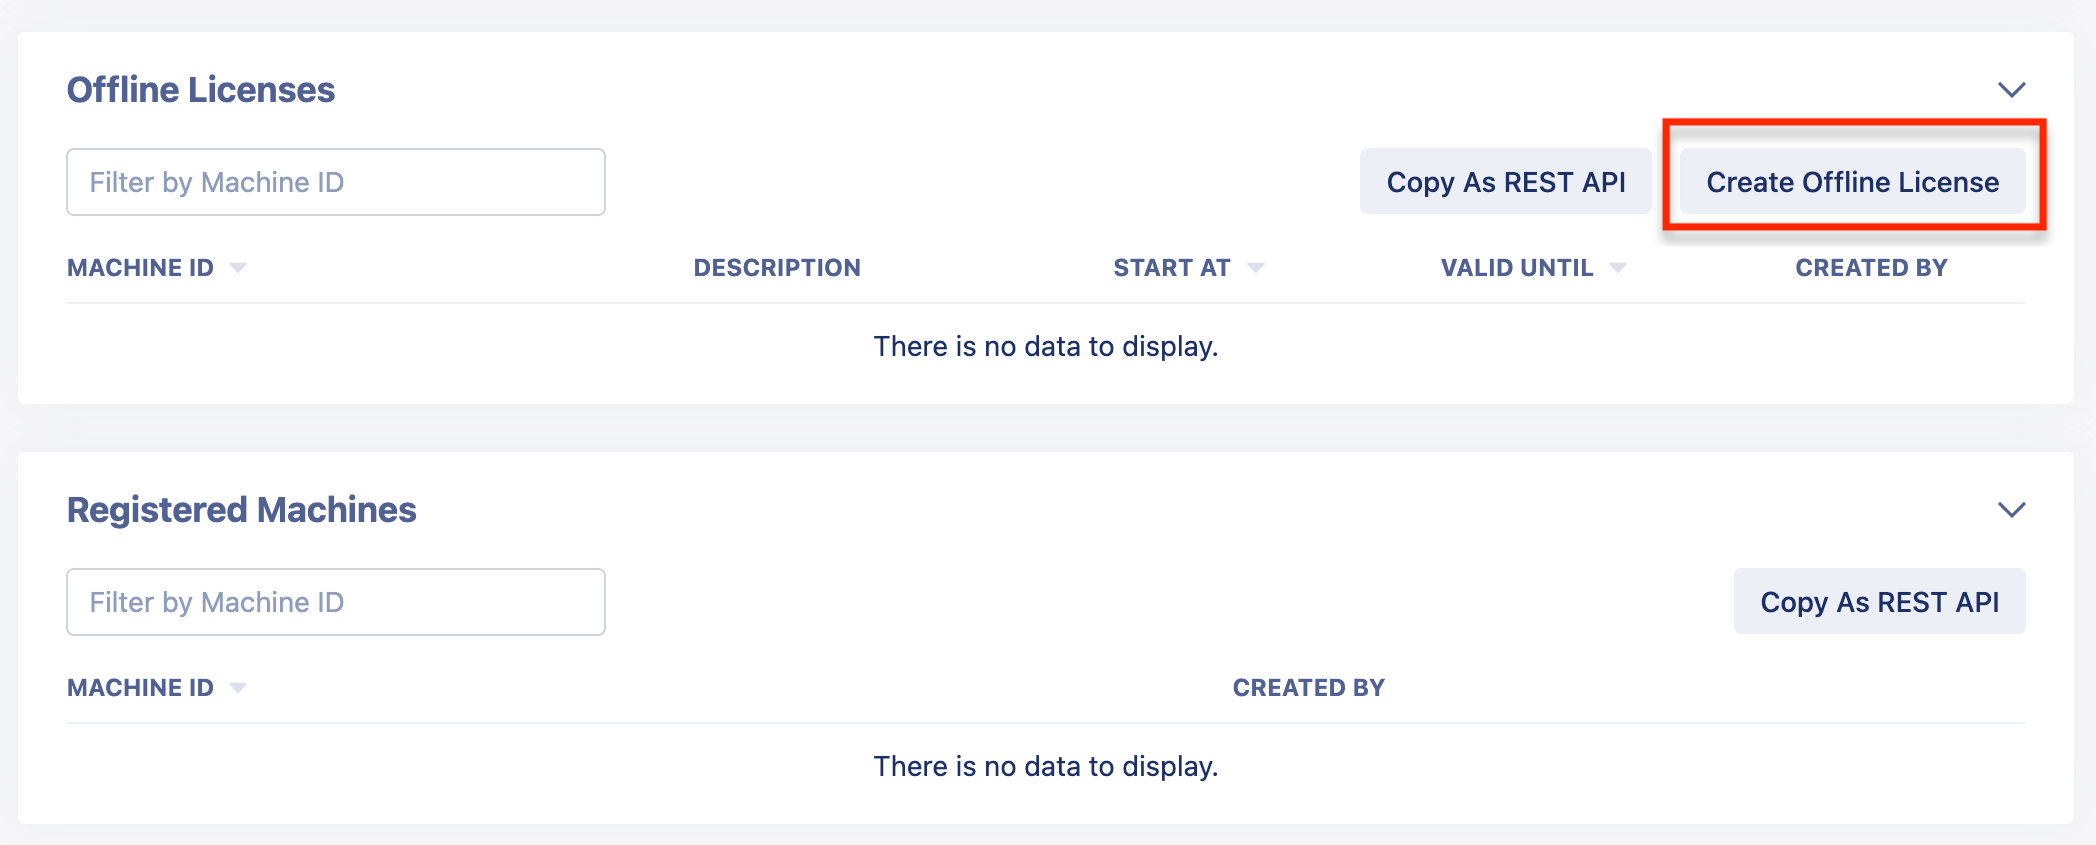 Offline Licenses
Filter by Machine ID
Copy As REST API
Create Offline License
MACHINE ID DESCRIPTION START AT VALID UNTIL CREATED BY
There is no data to display.
Registered Machines
Filter by Machine ID
Copy As REST API
MACHINE ID CREATED BY
There is no data to display.